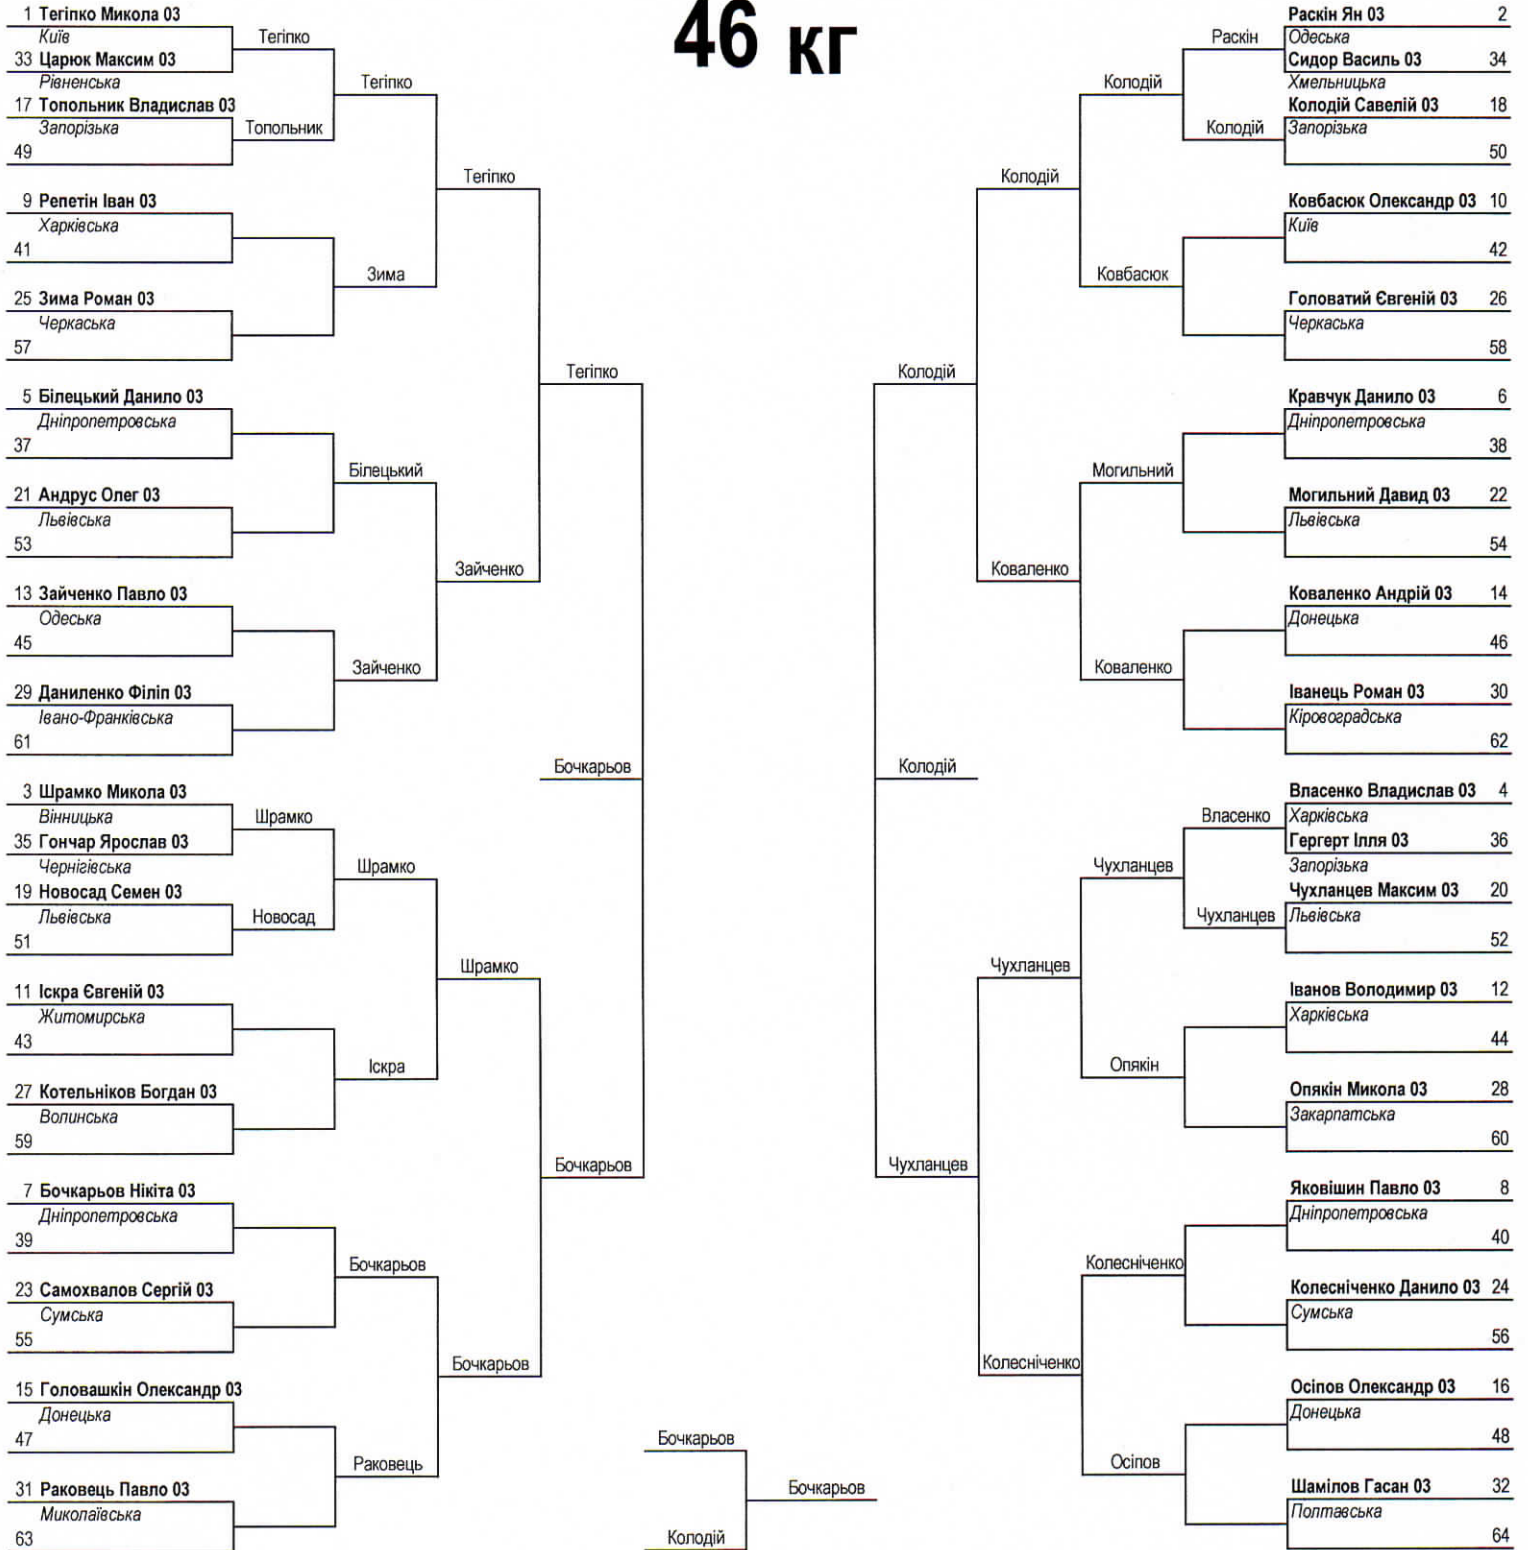 46 кг
1 Тегіпко Микола 03
Київ
33 Царюк Максим 03
Рівненська
17 Топольник Владислав 03
Запорізька
49
9 Репетін Іван 03
Харківська
41
25 Зима Роман 03
Черкаська
57
5 Білецький Данило 03
Дніпропетровська
37
21 Андрус Олег 03
Львівська
53
13 Зайченко Павло 03
Одеська
45
29 Даниленко Філіп 03
Івано-Франківська
61
3 Шрамко Микола 03
Вінницька
35 Гончар Ярослав 03
Чернігівська
19 Новосад Семен 03
Львівська
51
11 Іскра Євгеній 03
Житомирська
43
27 Котельніков Богдан 03
Волинська
59
7 Бочкарьов Нікіта 03
Дніпропетровська
39
23 Самохвалов Сергій 03
Сумська
55
15 Головашкін Олександр 03
Донецька
47
31 Раковець Павло 03
Миколаївська
63
Тегіпко
Топольник
Шрамко
Новосад
Тегіпко
Зима
Білецький
Зайченко
Шрамко
Іскра
Бочкарьов
Раковець
Тегіпко
Зайченко
Шрамко
Бочкарьов
Тегіпко
Бочкарьов
Бочкарьов
Бочкарьов
Колодій
Бочкарьов
Колодій
Колодій
Чухланцев
Колодій
Коваленко
Чухланцев
Колесніченко
Колодій
Ковбасюк
Могильний
Коваленко
Чухланцев
Опякін
Колесніченко
Осіпов
Раскін
Колодій
Власенко
Чухланцев
Раскін Ян 03 2
Одеська
Сидор Василь 03 34
Хмельницька
Колодій Савелій 03 18
Запорізька
50
Ковбасюк Олександр 03 10
Київ
42
Головатий Євгеній 03 26
Черкаська
58
Кравчук Данило 03 6
Дніпропетровська
38
Могильний Давид 03 22
Львівська
54
Коваленко Андрій 03 14
Донецька
46
Іванець Роман 03 30
Кіровоградська
62
Власенко Владислав 03 4
Харківська
Гергерт Ілля 03 36
Запорізька
Чухланцев Максим 03 20
Львівська
52
Іванов Володимир 03 12
Харківська
44
Опякін Микола 03 28
Закарпатська
60
Яковішин Павло 03 8
Дніпропетровська
40
Колесніченко Данило 03 24
Сумська
56
Осіпов Олександр 03 16
Донецька
48
Шамілов Гасан 03 32
Полтавська
64